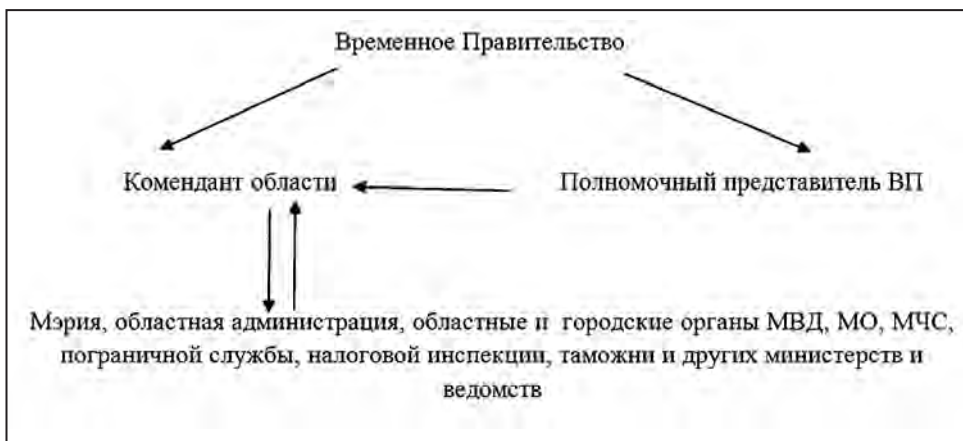 Временное Правительство
Комендант области
Полномочный представитель ВП
Мэрия, областная администрация, областные и городские органы МВД, МО, МЧС,
пограничной службы, налоговой инспекции, таможни и других министерств и
ведомств